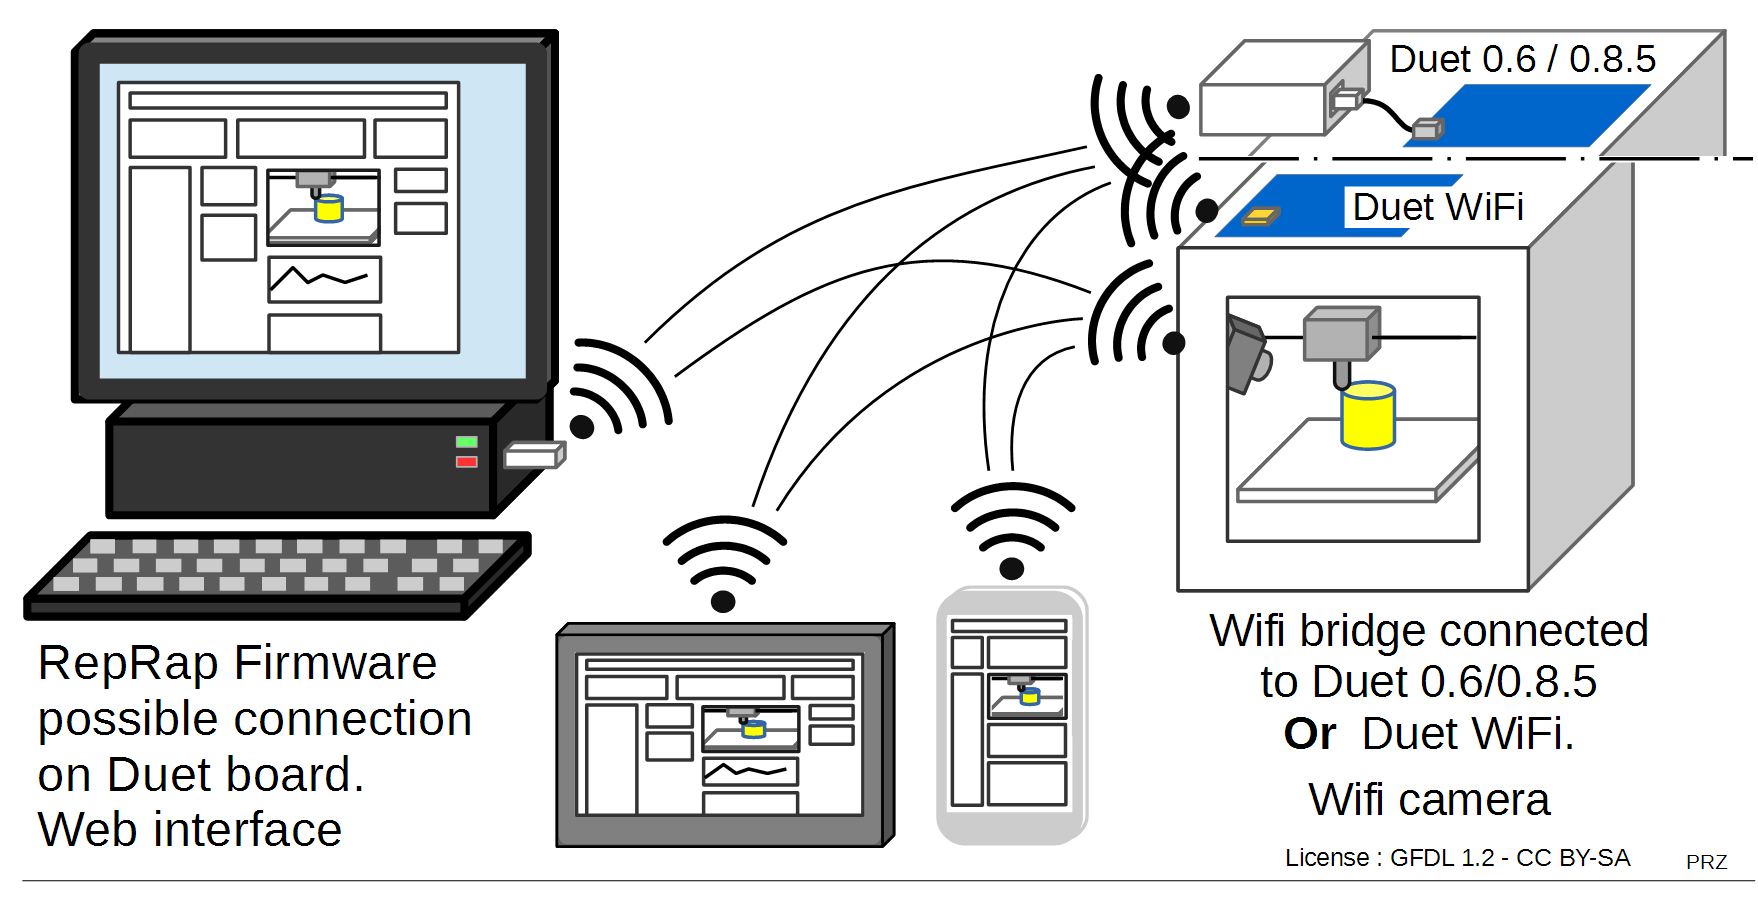 Duet 0.6 / 0.8.5
Duet WiFi
RepRap Firmware
possible connection
on Duet board.
Web interface
Wifi bridge connected
to Duet 0.6/0.8.5
Or Duet WiFi.
Wifi camera
License : GFDL 1.2 - CC BY-SA
PRZ